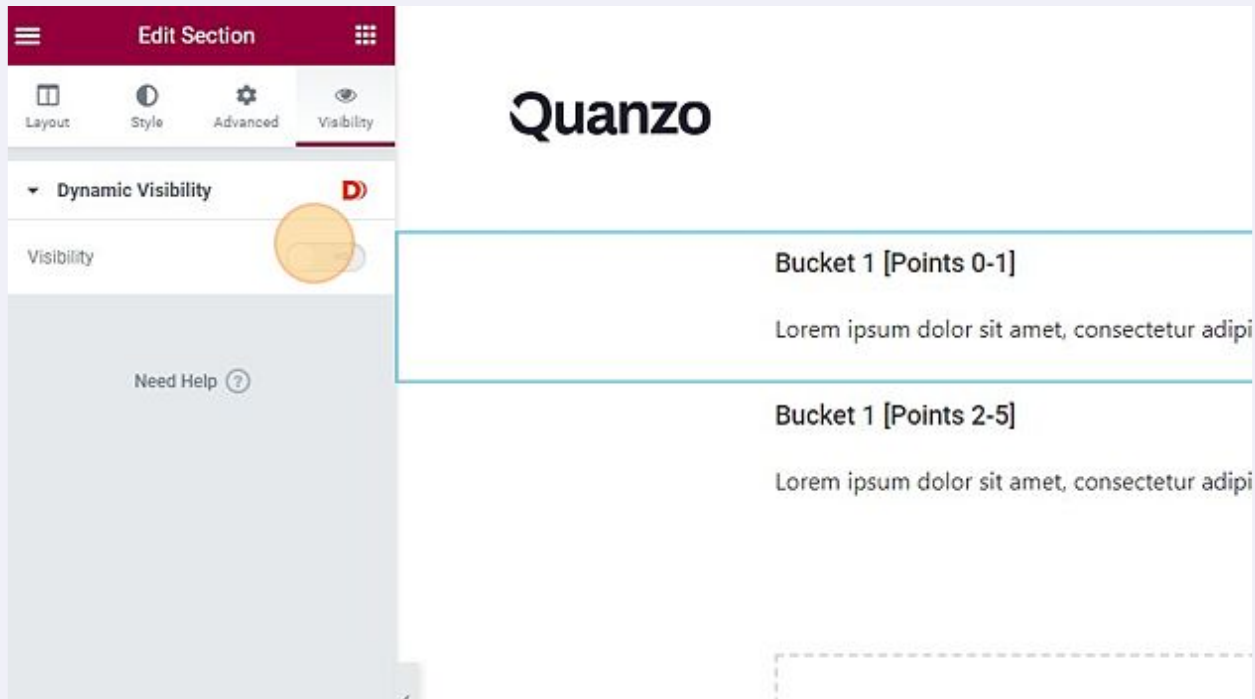 Edit Section
Layout
Style
Advanced
Visibility
Dynamic Visibility
D
Visibility
Need Help ?
Quanzo
Bucket 1 [Points 0-1]
Lorem ipsum dolor sit amet, consectetur adipi
Bucket 1 [Points 2-5]
Lorem ipsum dolor sit amet, consectetur adipi